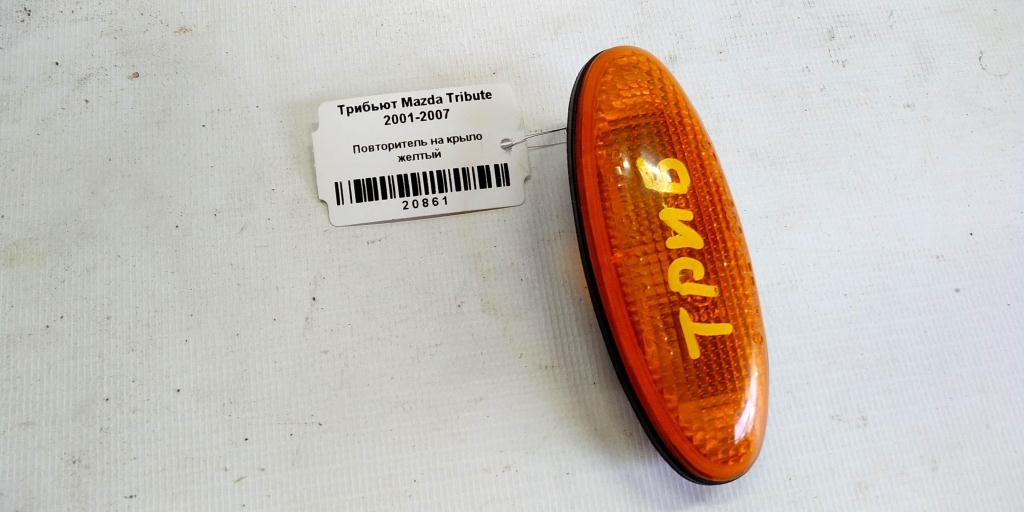 Трибьют Mazda Tribute
2001-2007
Повторитель на крыло
желтый
20861
Триб